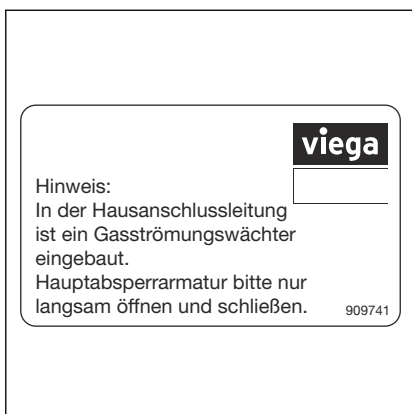 viega
Hinweis:
In der Hausanschlussleitung
ist ein Gasströmungswächter
eingebaut.
Hauptabsperrarmatur bitte nur
langsam öffnen und schließen.
909741